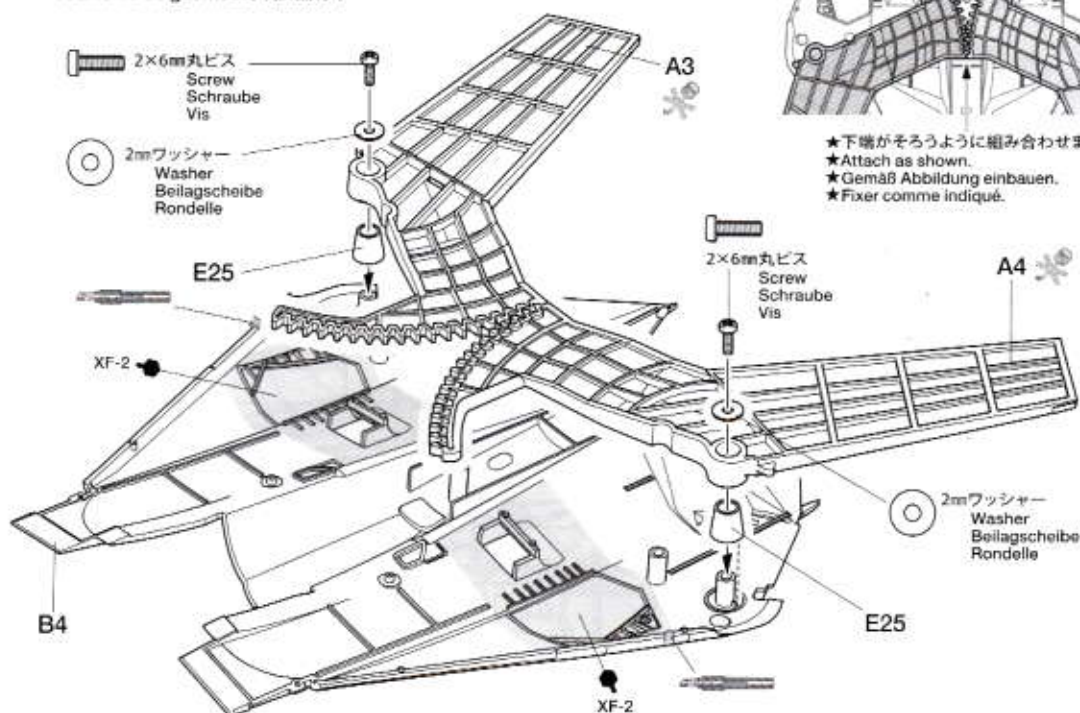 A3
2×6mm丸ビス
Screw
Schraube
Vis
2mmワッシャー
Washer
Beilagscheibe
Rondelle
★下端がそろうように組み合わせま
★Attach as shown.
★Gemäß Abbildung einbauen.
★Fixer comme indiqué.
E25
2×6mm丸ビス
Screw
Schraube
Vis
A4
XF-2
2mmワッシャー
Washer
Beilagscheibe
Rondelle
B4
E25
XF-2